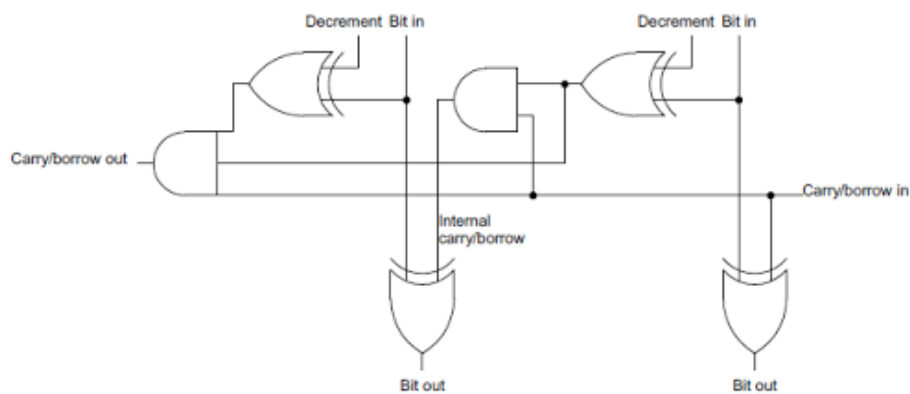 Decrement Bit in
Decrement Bit in
Carry/borrow out
Carry/borrow in
Internal
carry/borrow
Bit out
Bit out